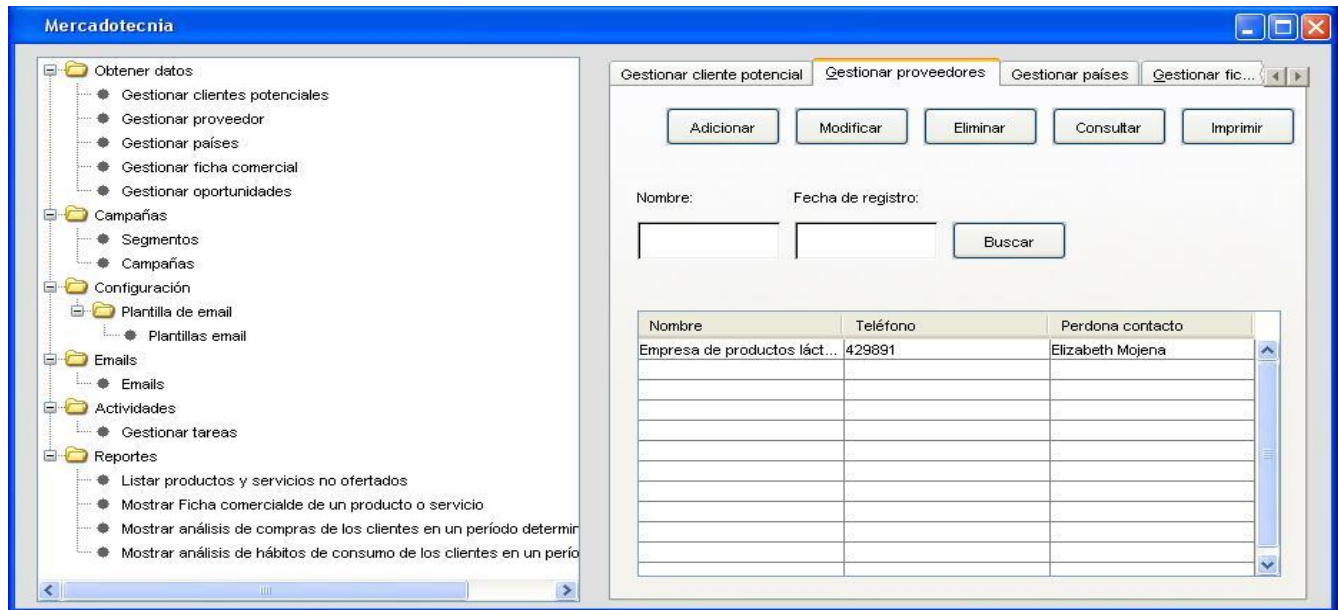 Mercadotecnia
Obtener datos
Gestionar clientes potenciales
Gestionar proveedor
Gestionar países
Gestionar ficha comercial
Gestionar oportunidades
Campañas
Segmentos
Campañas
Configuración
Plantilla de email
Plantillas email
Emails
Emails
Actividades
Gestionar tareas
Reportes
Listar productos y servicios no ofertados
Mostrar Ficha comercialde de un producto o servicio
Mostrar análisis de compras de los clientes en un período determin
Mostrar análisis de hábitos de consumo de los clientes en un perío
Gestionar cliente potencial Gestionar proveedores Gestionar países Gestionar fic...
Adicionar Modificar Eliminar Consultar Imprimir
Nombre: Fecha de registro:
Buscar
Nombre Teléfono Perdona contacto
Empresa de productos láct... 429891 Elizabeth Mojena